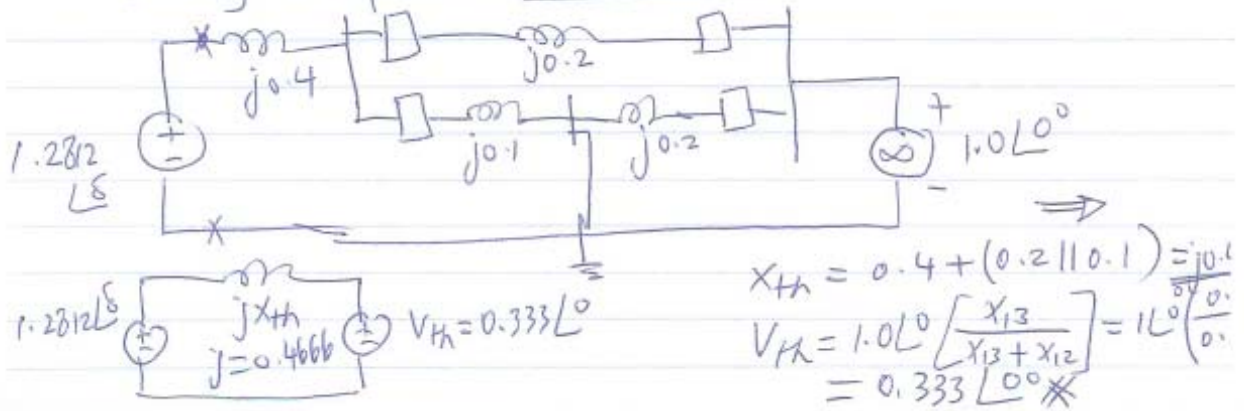 j0.2
j0.4
j0.1
j0.2
1.2812
∠δ
+
-
∞
+
1.0∠0°
-
⇒
1.2812∠δ
jXth
j=0.4666
Vth=0.333∠0
Xth = 0.4+(0.2||0.1)
Vth = 1.0∠0 [X13 / X13+X12] = 1∠0
= 0.333∠0°